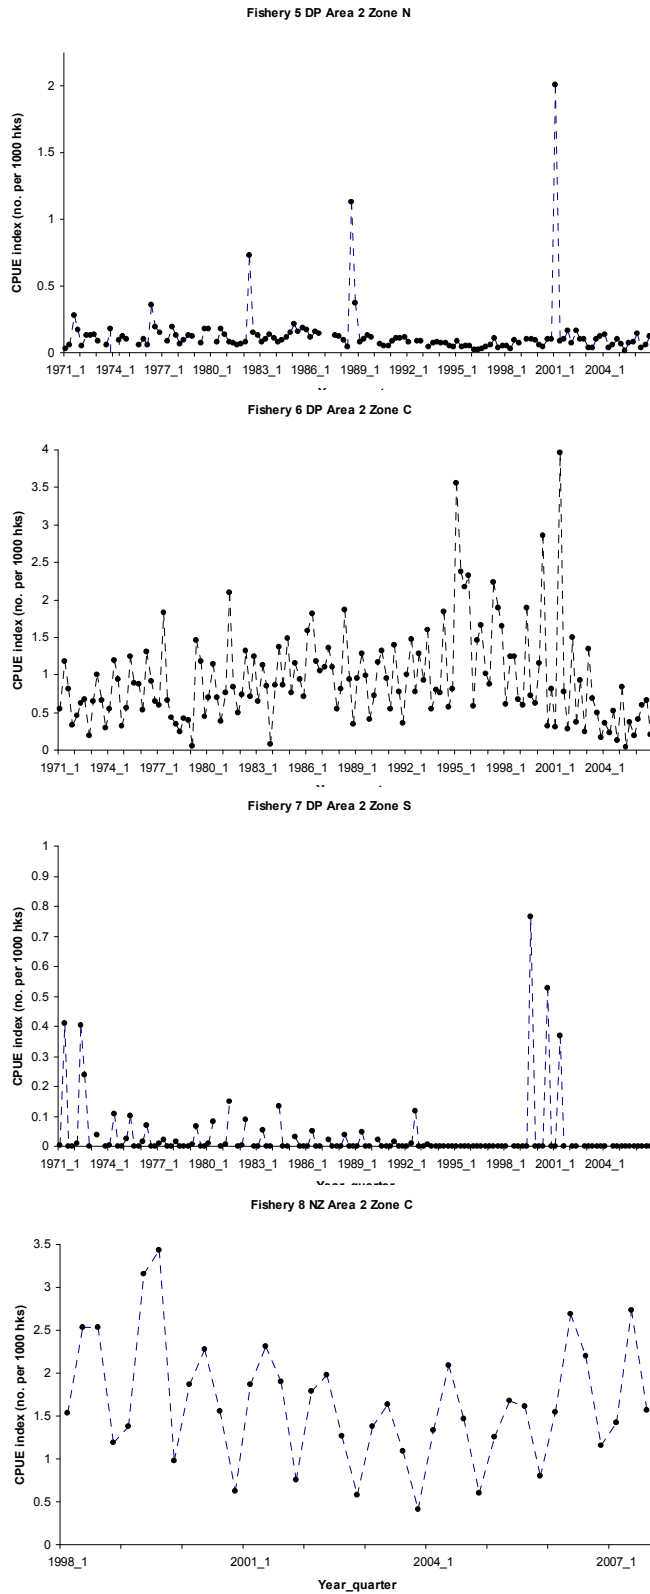 Fishery 5 DP Area 2 Zone N
CPUE index (no. per 1000 hks)
2
1.5
1
0.5
0
1971_1 1974_1 1977_1 1980_1 1983_1 1986_1 1989_1 1992_1 1995_1 1998_1 2001_1 2004_1
Fishery 6 DP Area 2 Zone C
CPUE index (no. per 1000 hks)
4
3.5
3
2.5
2
1.5
1
0.5
0
1971_1 1974_1 1977_1 1980_1 1983_1 1986_1 1989_1 1992_1 1995_1 1998_1 2001_1 2004_1
Fishery 7 DP Area 2 Zone S
CPUE index (no. per 1000 hks)
1
0.9
0.8
0.7
0.6
0.5
0.4
0.3
0.2
0.1
0
1971_1 1974_1 1977_1 1980_1 1983_1 1986_1 1989_1 1992_1 1995_1 1998_1 2001_1 2004_1
Year_quarter
Fishery 8 NZ Area 2 Zone C
CPUE index (no. per 1000 hks)
3.5
3
2.5
2
1.5
1
0.5
0
1998_1 2001_1 2004_1 2007_1
Year_quarter